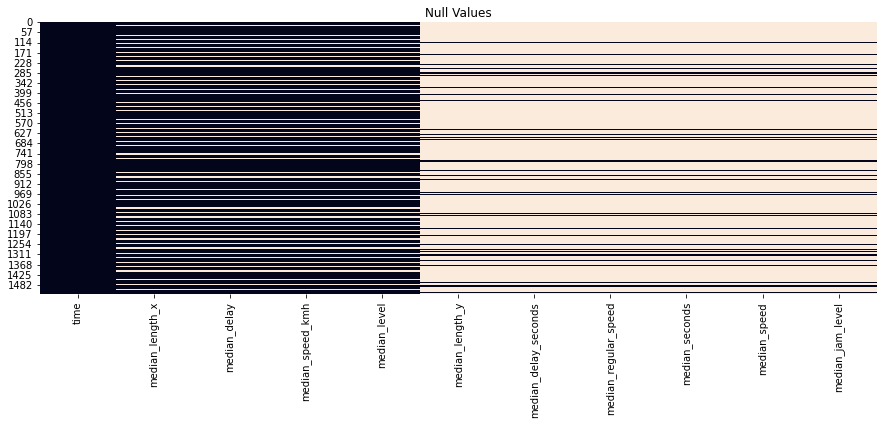 Null Values
0
57
114
171
228
285
342
399
456
513
570
627
684
741
798
855
912
969
1026
1083
1140
1197
1254
1311
1368
1425
1482
time
median_length_x
median_delay
median_speed_kmh
median_level
median_length_y
median_delay_seconds
median_regular_speed
median_seconds
median_speed
median_jam_level